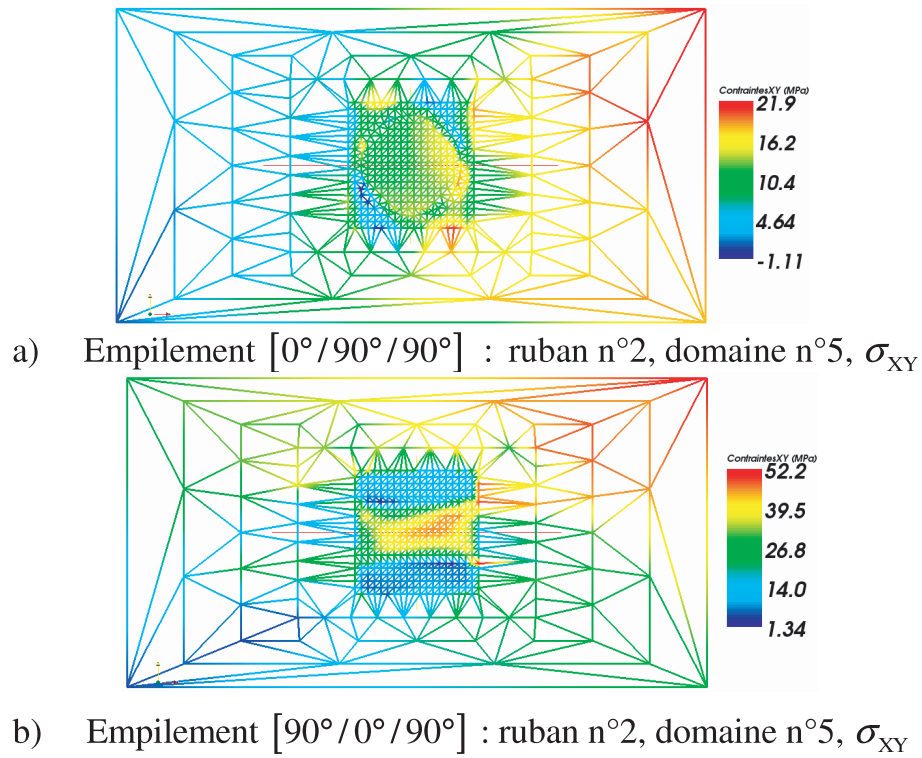 ContraintesXY (MPa)
21.9
16.2
10.4
4.64
-1.11
a) Empilement [0°/90°/90°] : ruban n°2, domaine n°5, σXY
ContraintesXY (MPa)
52.2
39.5
26.8
14.0
1.34
b) Empilement [90°/0°/90°] : ruban n°2, domaine n°5, σXY